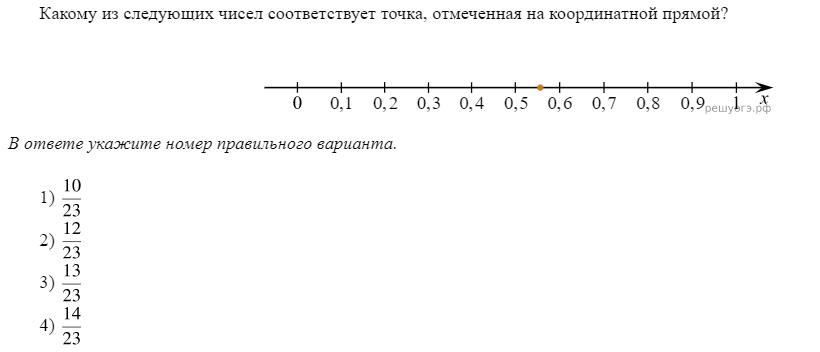 Какому из следующих чисел соответствует точка, отмеченная на координатной прямой?
0 0,1 0,2 0,3 0,4 0,5 0,6 0,7 0,8 0,9 1 x
решуогэ.рф
В ответе укажите номер правильного варианта.
1) 10/23
2) 12/23
3) 13/23
4) 14/23